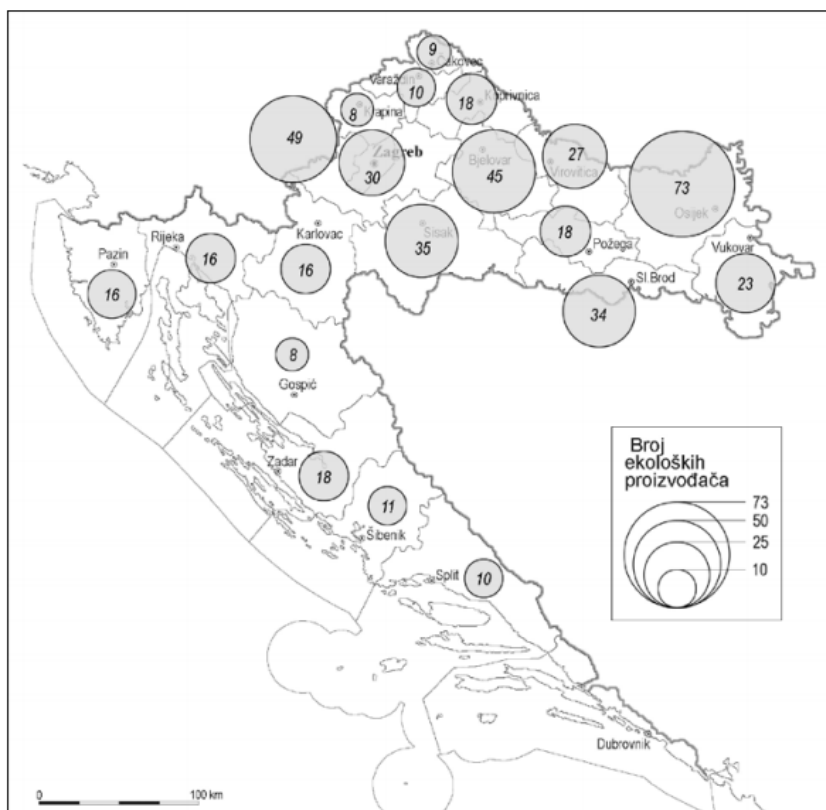 9
Čakovec
Varaždin
10
18
Koprivnica
8
Krapina
49
Zagreb
30
Bjelovar
45
27
Virovitica
73
Osijek
Rijeka
Pazin
16
16
Karlovac
16
Sisak
35
18
Požega
Vukovar
23
Sl.Brod
34
8
Gospić
Zadar
18
11
Šibenik
Split
10
Dubrovnik
Broj
ekoloških
proizvođača
73
50
25
10
0 100 km